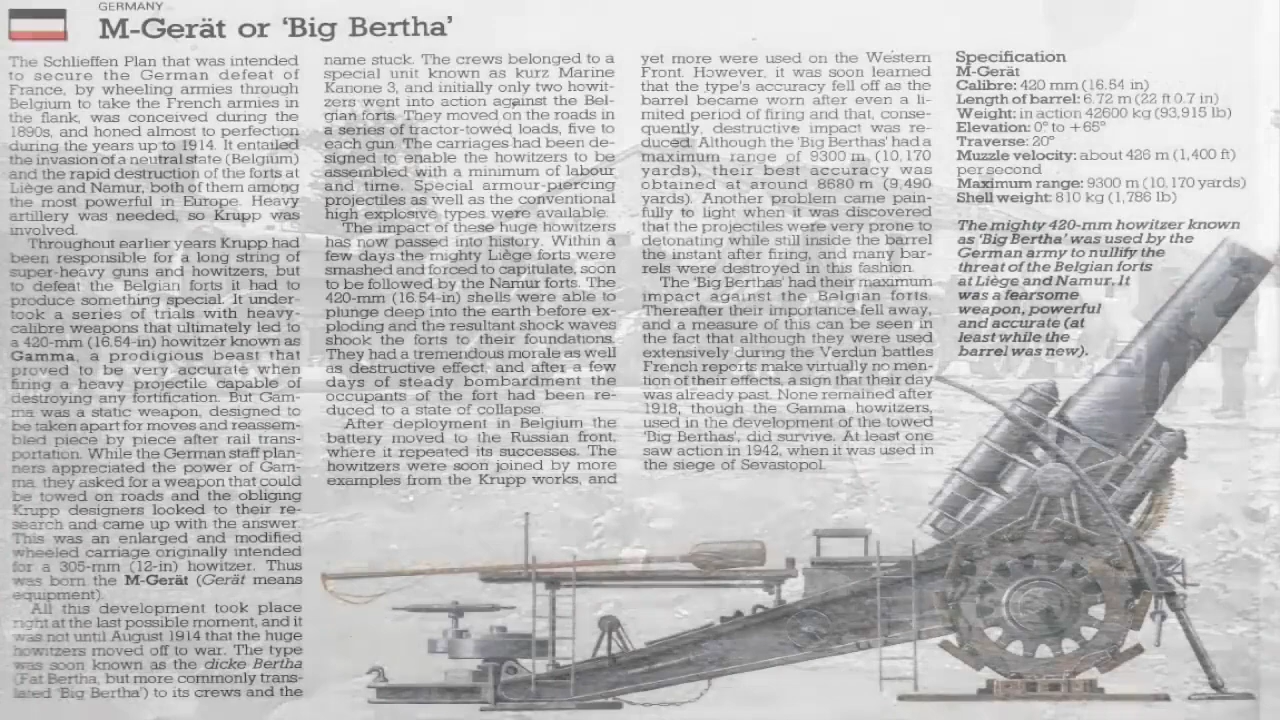 GERMANY
M-Gerät or ‘Big Bertha’
The Schlieffen Plan that was intended
to secure the German defeat of
France, by wheeling armies through
Belgium to take the French armies in
the flank, was conceived during the
1890s, and honed almost to perfection
during the years up to 1914. It entailed
the invasion of a neutral state (Belgium)
and the rapid destruction of the forts at
Liège and Namur, both of them among
the most powerful in Europe. Heavy
artillery was needed, so Krupp was
involved.
Throughout earlier years Krupp had
been responsible for a long string of
super-heavy guns and howitzers, but
to defeat the Belgian forts it had to
produce something special. It under-
took a series of trials with heavy-
calibre weapons that ultimately led to
a 420-mm (16.54-in) howitzer known as
Gamma, a prodigious beast that
proved to be very accurate when
firing a heavy projectile capable of
destroying any fortification. But Gam-
ma was a static weapon, designed to
be taken apart for moves and reassem-
bled piece by piece after rail trans-
portation. While the German staff plan-
ners appreciated the power of Gam-
ma, they asked for a weapon that could
be towed on roads and the obliging
Krupp designers looked to their re-
search and came up with the answer.
This was an enlarged and modified
wheeled carriage originally intended
for a 305-mm (12-in) howitzer. Thus
was born the M-Gerät (Gerät means
equipment).
All this development took place
right at the last possible moment, and it
was not until August 1914 that the huge
howitzers moved off to war. The type
was soon known as the dicke Bertha
(Fat Bertha, but more commonly trans-
lated ‘Big Bertha’) to its crews and the
name stuck. The crews belonged to a
special unit known as kurz Marine
Kanone 3, and initially only two howit-
zers went into action against the Bel-
gian forts. They moved on the roads in
a series of tractor-towed loads, five to
each gun. The carriages had been de-
signed to enable the howitzers to be
assembled with a minimum of labour
and time. Special armour-piercing
projectiles as well as the conventional
high explosive types were available.
The impact of these huge howitzers
has now passed into history. Within a
few days the mighty Liège forts were
smashed and forced to capitulate, soon
to be followed by the Namur forts. The
420-mm (16.54-in) shells were able to
plunge deep into the earth before ex-
ploding and the resultant shock waves
shook the forts to their foundations.
They had a tremendous morale as well
as destructive effect, and after a few
days of steady bombardment the
occupants of the fort had been re-
duced to a state of collapse.
After deployment in Belgium the
battery moved to the Russian front,
where it repeated its successes. The
howitzers were soon joined by more
examples from the Krupp works, and
yet more were used on the Western
Front. However, it was soon learned
that the type's accuracy fell off as the
barrel became worn after even a li-
mited period of firing and that, conse-
quently, destructive impact was re-
duced. Although the ‘Big Berthas’ had a
maximum range of 9300 m (10,170
yards), their best accuracy was
obtained at around 8680 m (9,490
yards). Another problem came pain-
fully to light when it was discovered
that the projectiles were very prone to
detonating while still inside the barrel
the instant after firing, and many bar-
rels were destroyed in this fashion.
The ‘Big Berthas’ had their maximum
impact against the Belgian forts.
Thereafter their importance fell away,
and a measure of this can be seen in
the fact that although they were used
extensively during the Verdun battles
French reports make virtually no men-
tion of their effects, a sign that their day
was already past. None remained after
1918, though the Gamma howitzers,
used in the development of the towed
‘Big Berthas’, did survive. At least one
saw action in 1942, when it was used in
the siege of Sevastopol.
Specification
M-Gerät
Calibre: 420 mm (16.54 in)
Length of barrel: 6.72 m (22 ft 0.7 in)
Weight: in action 42600 kg (93,915 lb)
Elevation: 0° to +65°
Traverse: 20°
Muzzle velocity: about 426 m (1,400 ft)
per second
Maximum range: 9300 m (10,170 yards)
Shell weight: 810 kg (1,786 lb)
The mighty 420-mm howitzer known
as ‘Big Bertha’ was used by the
German army to nullify the
threat of the Belgian forts
at Liège and Namur. It
was a fearsome
weapon, powerful
and accurate (at
least while the
barrel was new).